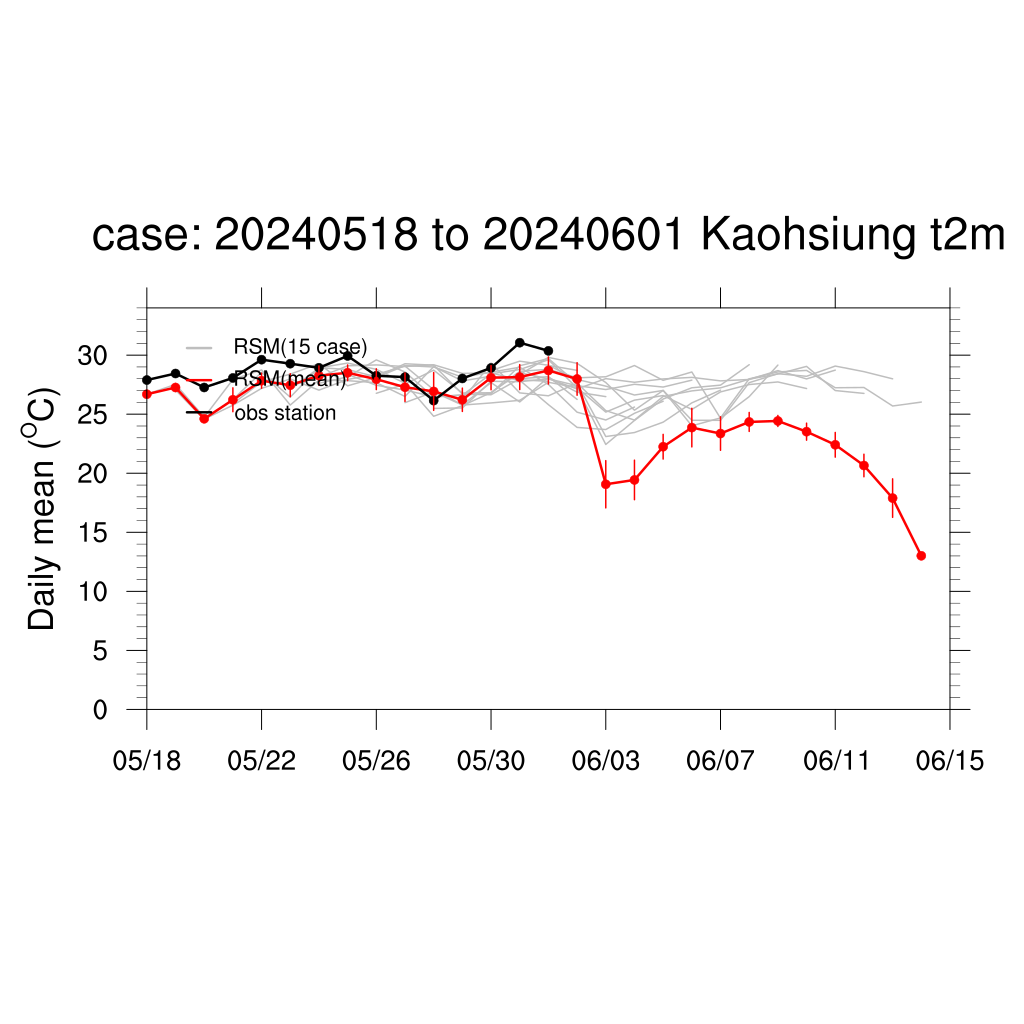 case: 20240518 to 20240601 Kaohsiung t2m
Daily mean (°C)
30
25
20
15
10
5
0
RSM(15 case)
RSM(mean)
obs station
05/18 05/22 05/26 05/30 06/03 06/07 06/11 06/15